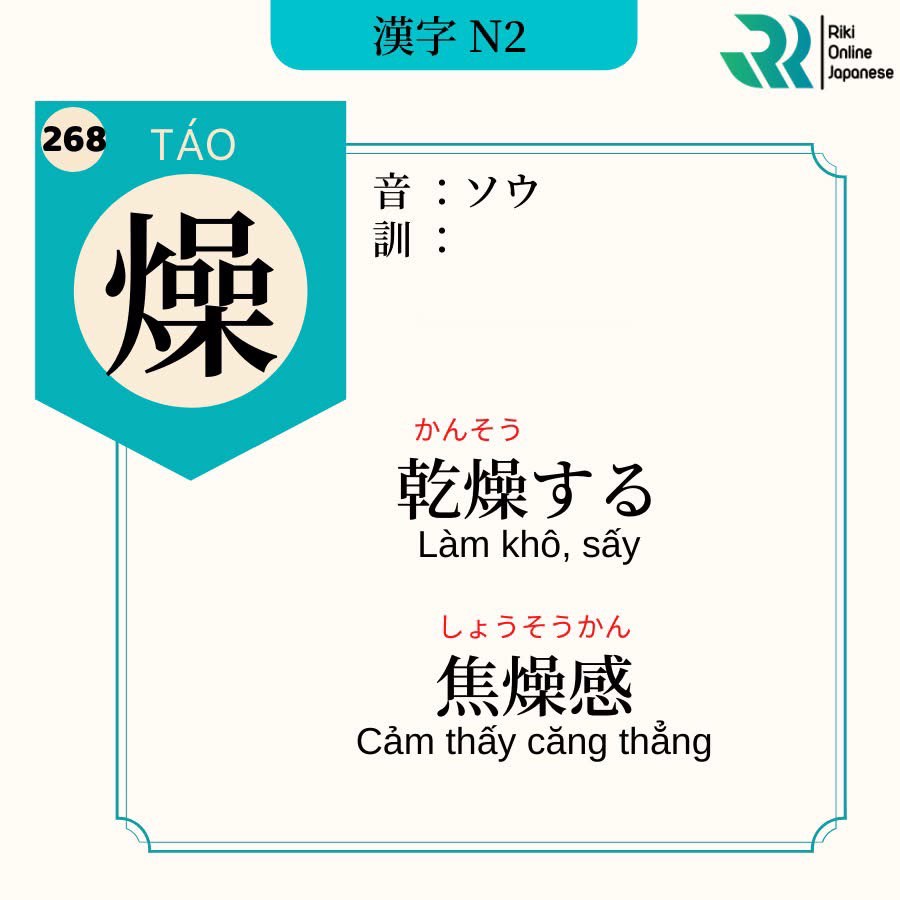 漢字 N2
Riki
Online
Japanese
268
TÁO
燥
音 ：ソウ
訓 ：
かんそう
乾燥する
Làm khô, sấy
しょうそうかん
焦燥感
Cảm thấy căng thẳng